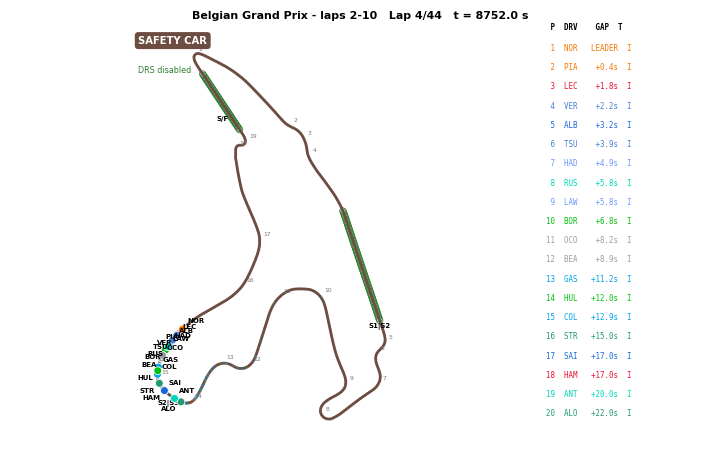 Belgian Grand Prix - laps 2-10   Lap 4/44   t = 8752.0 s
SAFETY CAR
DRS disabled
S/F
19
2
3
4
17
16
10
S1|S2
5
13
12
9
7
8
NOR
LEC
ALB
HAD
LAW
VER
TSU
OCO
RUS
BOR
GAS
BEA
COL
HUL
SAI
STR
ANT
HAM
ALO
P DRV GAP T
1 NOR LEADER I
2 PIA +0.4s I
3 LEC +1.8s I
4 VER +2.2s I
5 ALB +3.2s I
6 TSU +3.9s I
7 HAD +4.9s I
8 RUS +5.8s I
9 LAW +5.8s I
10 BOR +6.8s I
11 OCO +8.2s I
12 BEA +8.9s I
13 GAS +11.2s I
14 HUL +12.0s I
15 COL +12.9s I
16 STR +15.0s I
17 SAI +17.0s I
18 HAM +17.0s I
19 ANT +20.0s I
20 ALO +22.0s I